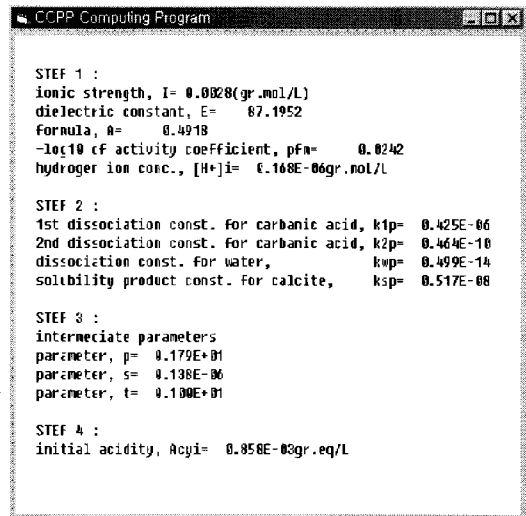 CCPP Computing Program
STEP 1 :
ionic strength, I= 0.0028(gr.mol/L)
dielectric constant, E= 87.1952
formula, A= 0.4918
-log10 of activity coefficient, pfm= 0.0242
hydrogen ion conc., [H+]i= 0.168E-06gr.mol/L
STEP 2 :
1st dissociation const. for carbanic acid, k1p= 0.425E-06
2nd dissociation const. for carbanic acid, k2p= 0.464E-10
dissociation const. for water, kwp= 0.499E-14
solubility product const. for calcite, ksp= 0.517E-08
STEP 3 :
intermeciate parameters
parameter, p= 0.179E+01
parameter, s= 0.138E-06
parameter, t= 0.100E+01
STEP 4 :
initial acidity, Acyi= 0.858E-03gr.eq/L